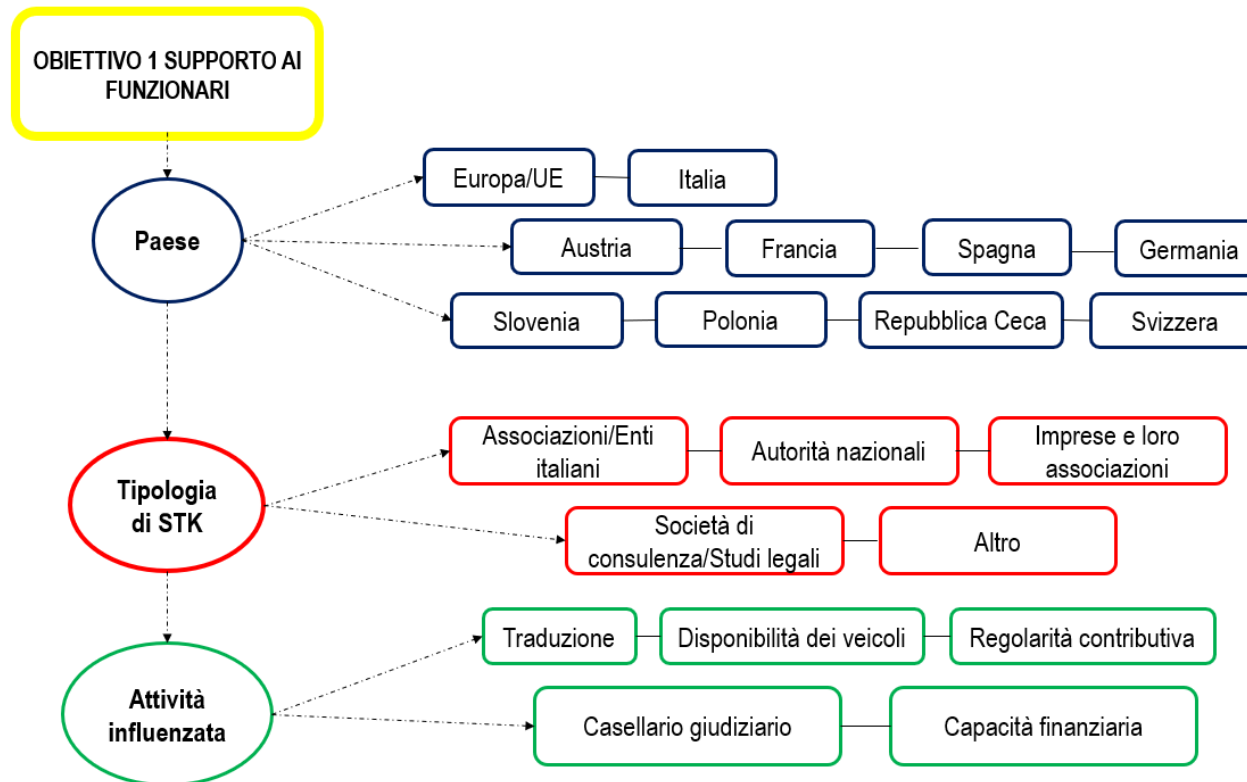 OBIETTIVO 1 SUPPORTO AI
FUNZIONARI
Europa/UE
Italia
Paese
Austria
Francia
Spagna
Germania
Slovenia
Polonia
Repubblica Ceca
Svizzera
Associazioni/Enti
italiani
Autorità nazionali
Imprese e loro
associazioni
Tipologia
di STK
Società di
consulenza/Studi legali
Altro
Traduzione
Disponibilità dei veicoli
Regolarità contributiva
Attività
influenzata
Casellario giudiziario
Capacità finanziaria